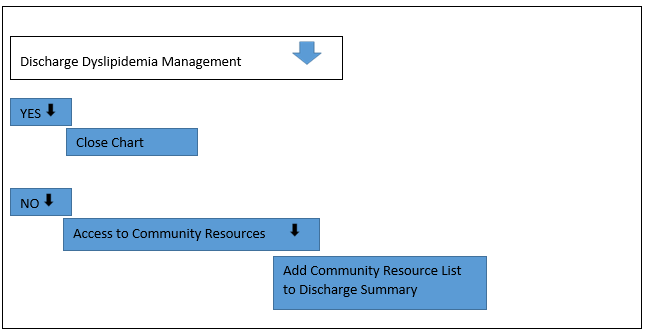 Discharge Dyslipidemia Management
YES
Close Chart
NO
Access to Community Resources
Add Community Resource List
to Discharge Summary